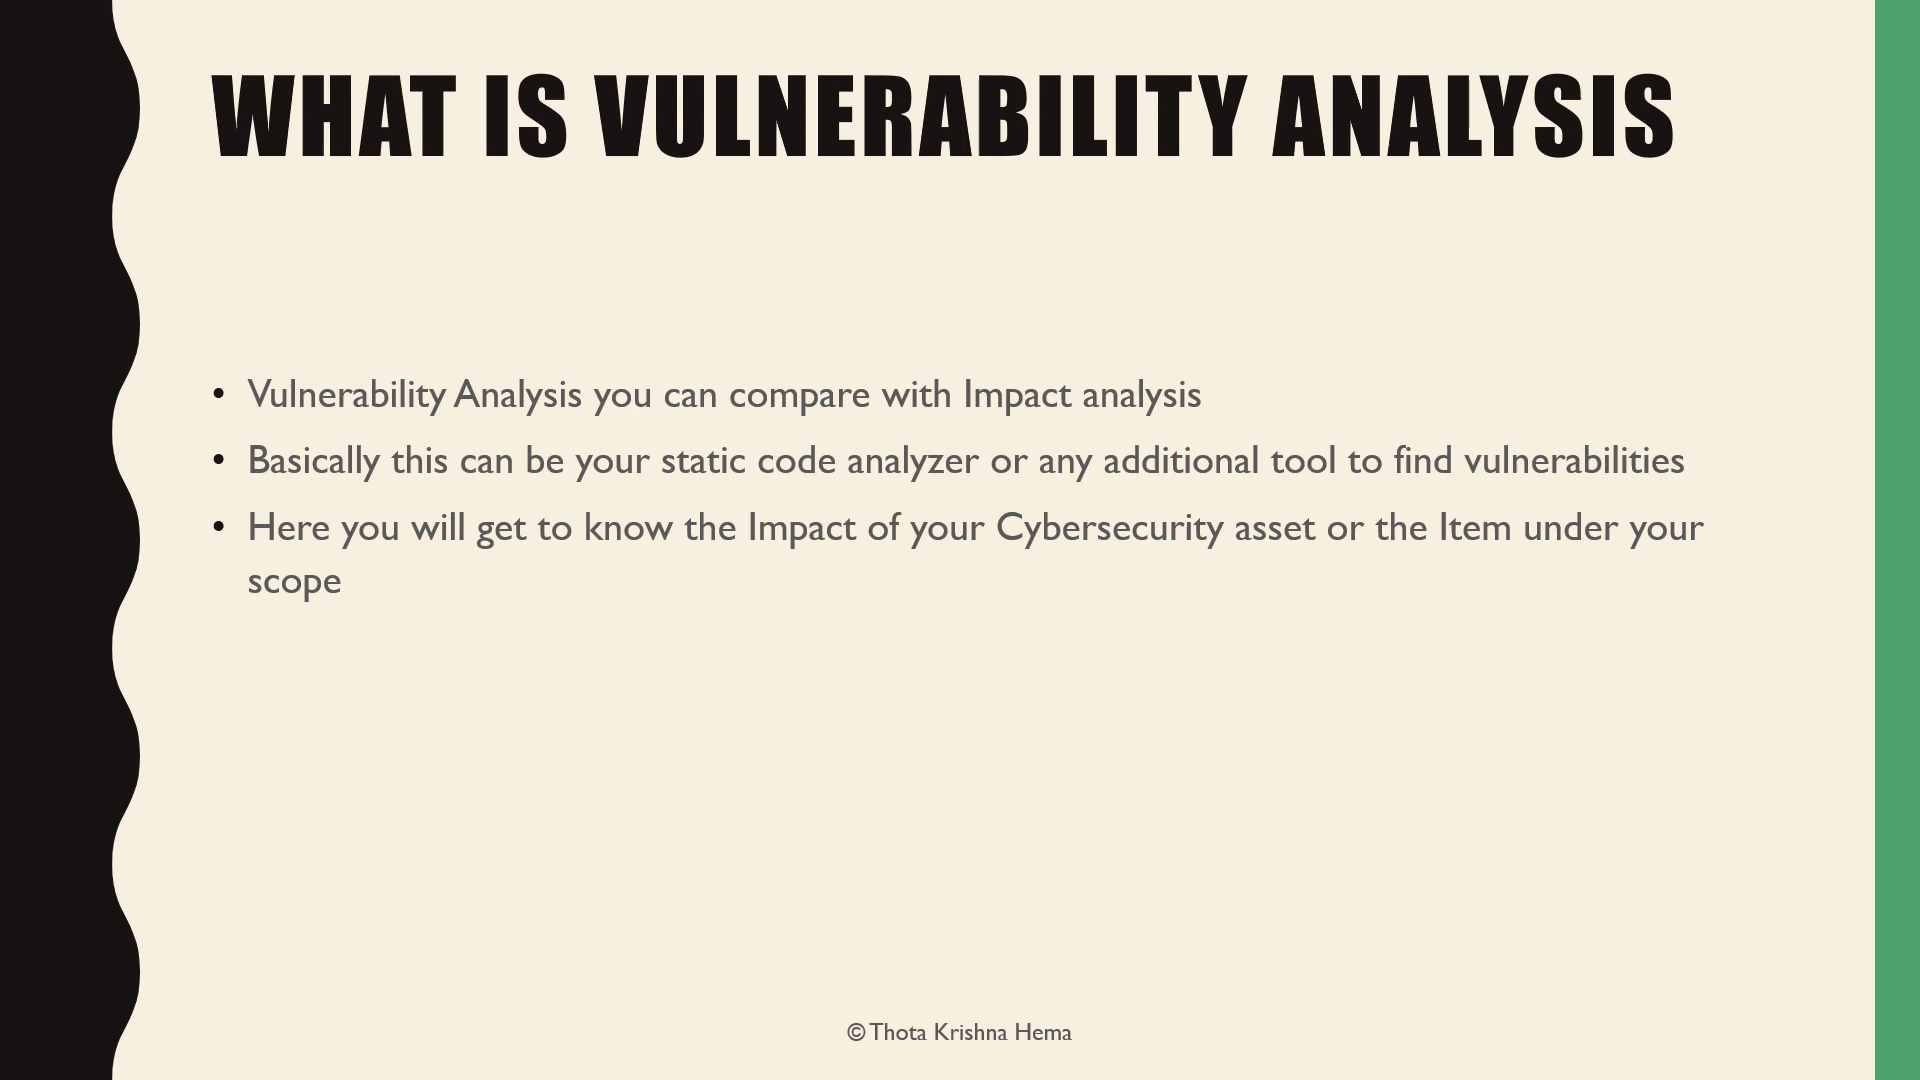 WHAT IS VULNERABILITY ANALYSIS
• Vulnerability Analysis you can compare with Impact analysis
• Basically this can be your static code analyzer or any additional tool to find vulnerabilities
• Here you will get to know the Impact of your Cybersecurity asset or the Item under your
scope
© Thota Krishna Hema